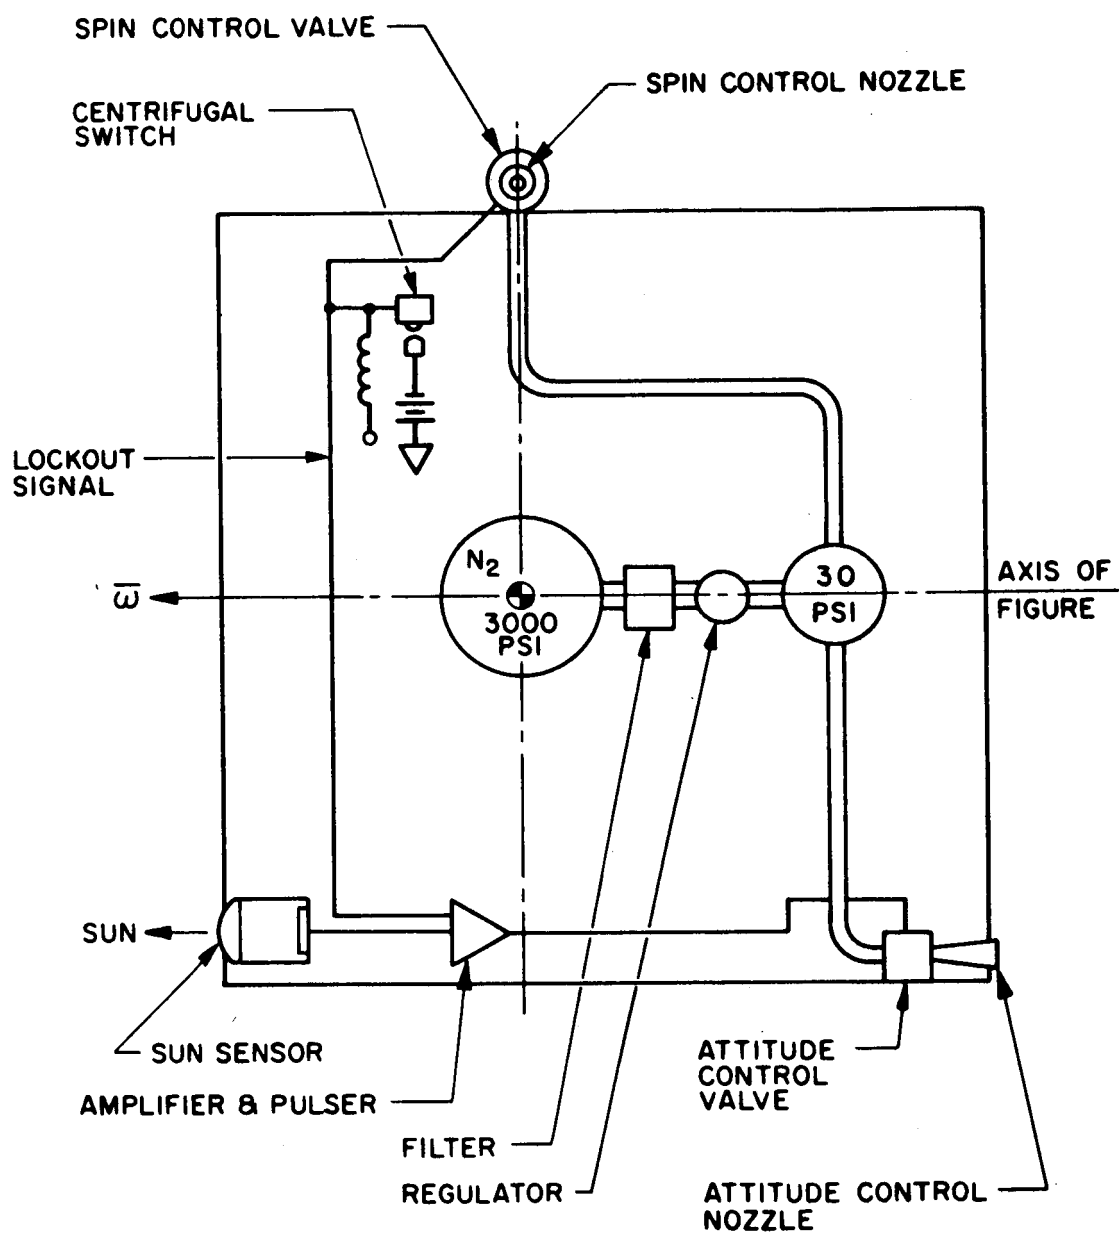 SPIN CONTROL VALVE
SPIN CONTROL NOZZLE
CENTRIFUGAL
SWITCH
LOCKOUT
SIGNAL
N2
3000
PSI
30
PSI
AXIS OF
FIGURE
ω̅
SUN
SUN SENSOR
AMPLIFIER & PULSER
FILTER
REGULATOR
ATTITUDE
CONTROL
VALVE
ATTITUDE CONTROL
NOZZLE